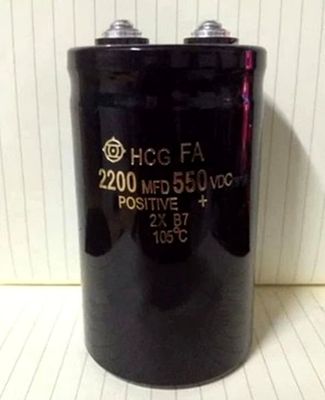 HCG FA
2200 MFD 550 VDC
POSITIVE +
2X B7
105°C